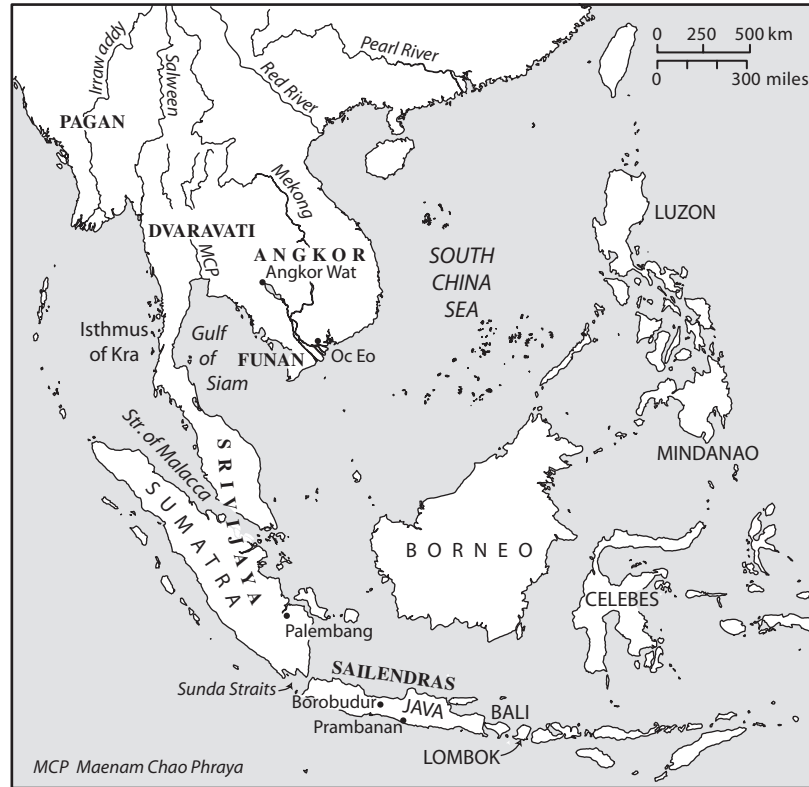 Pearl River
0 250 500 km
0 300 miles
Irraw addy
Salween
Red River
PAGAN
Mekong
LUZON
DVARAVATI
MCP
ANGKOR
Angkor Wat
SOUTH
CHINA
SEA
Isthmus
of Kra
Gulf
of
Siam
FUNAN
Oc Eo
Str. of Malacca
SRIVIJAYA
SUMATRA
MINDANAO
BORNEO
CELEBES
Palembang
SAILENDRAS
Sunda Straits
Borobudur
JAVA
BALI
Prambanan
LOMBOK
MCP Maenam Chao Phraya